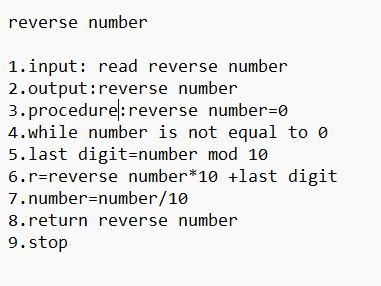 reverse number
1.input: read reverse number
2.output:reverse number
3.procedure:reverse number=0
4.while number is not equal to 0
5.last digit=number mod 10
6.r=reverse number*10 +last digit
7.number=number/10
8.return reverse number
9.stop